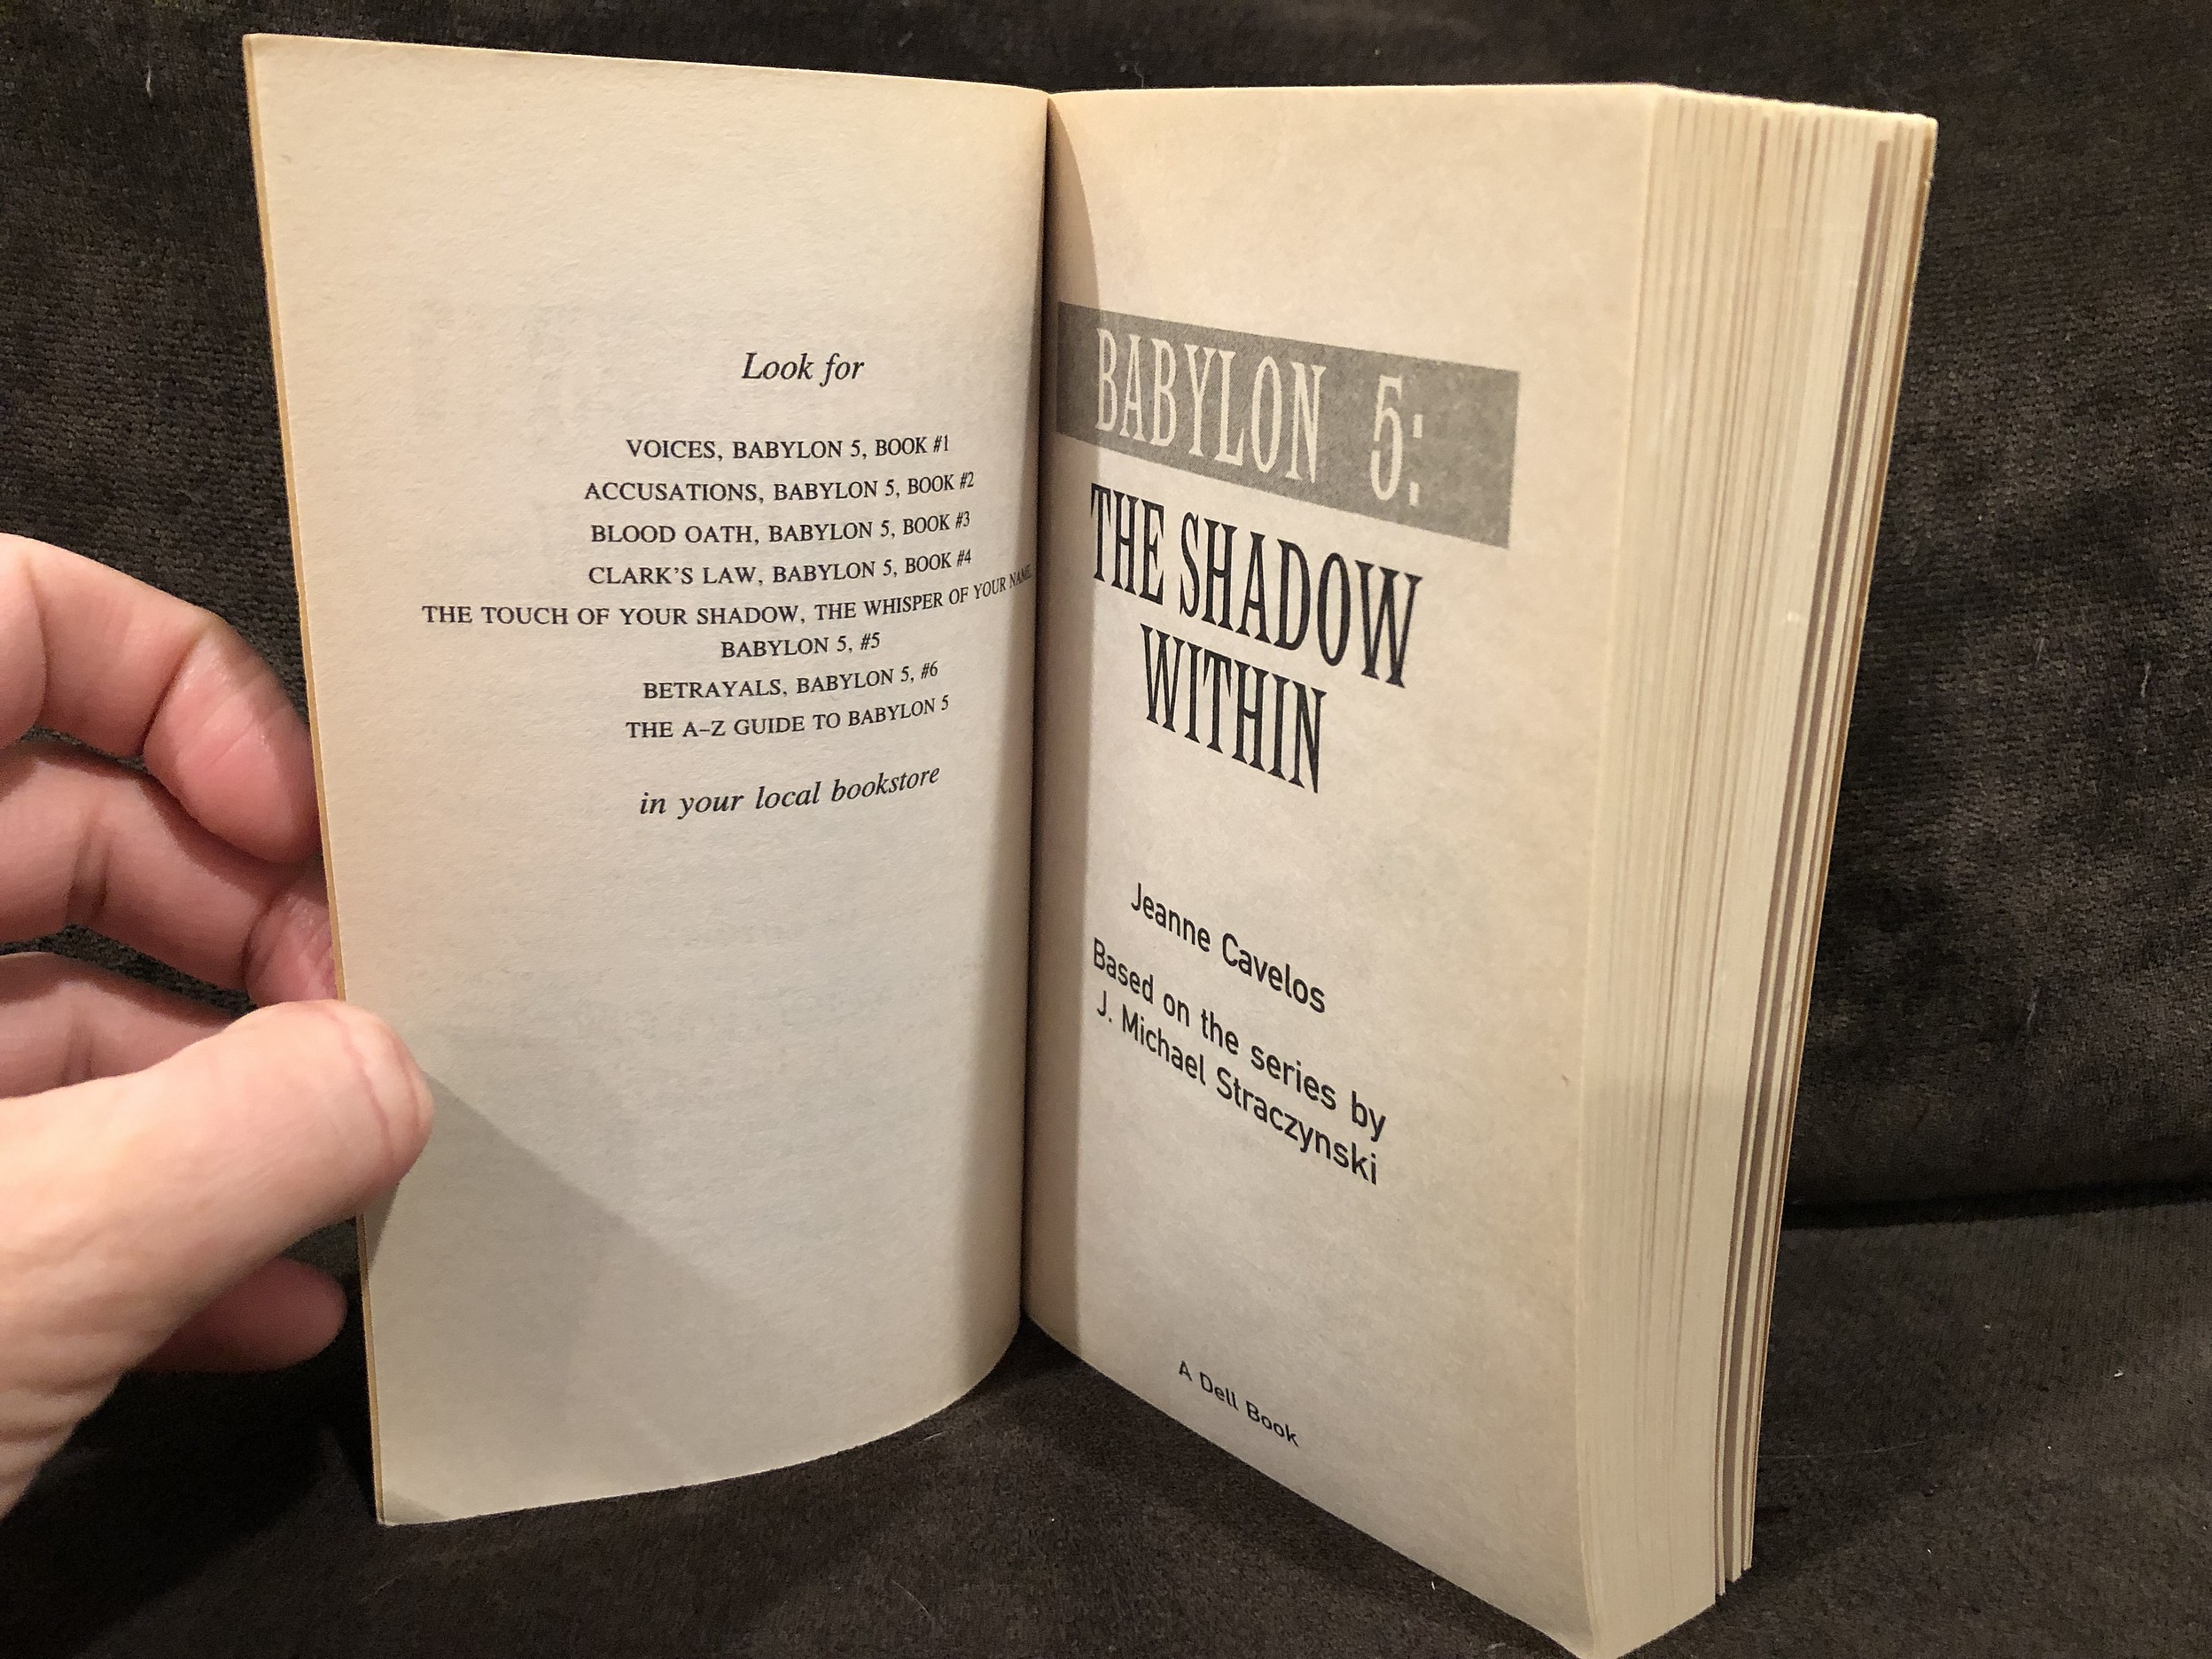 Look for
VOICES, BABYLON 5, BOOK #1
ACCUSATIONS, BABYLON 5, BOOK #2
BLOOD OATH, BABYLON 5, BOOK #3
CLARK'S LAW, BABYLON 5, BOOK #4
THE TOUCH OF YOUR SHADOW, THE WHISPER OF YOUR NAME,
BABYLON 5, #5
BETRAYALS, BABYLON 5, #6
THE A–Z GUIDE TO BABYLON 5
in your local bookstore
BABYLON 5:
THE SHADOW
WITHIN
Jeanne Cavelos
Based on the series by
J. Michael Straczynski
A Dell Book